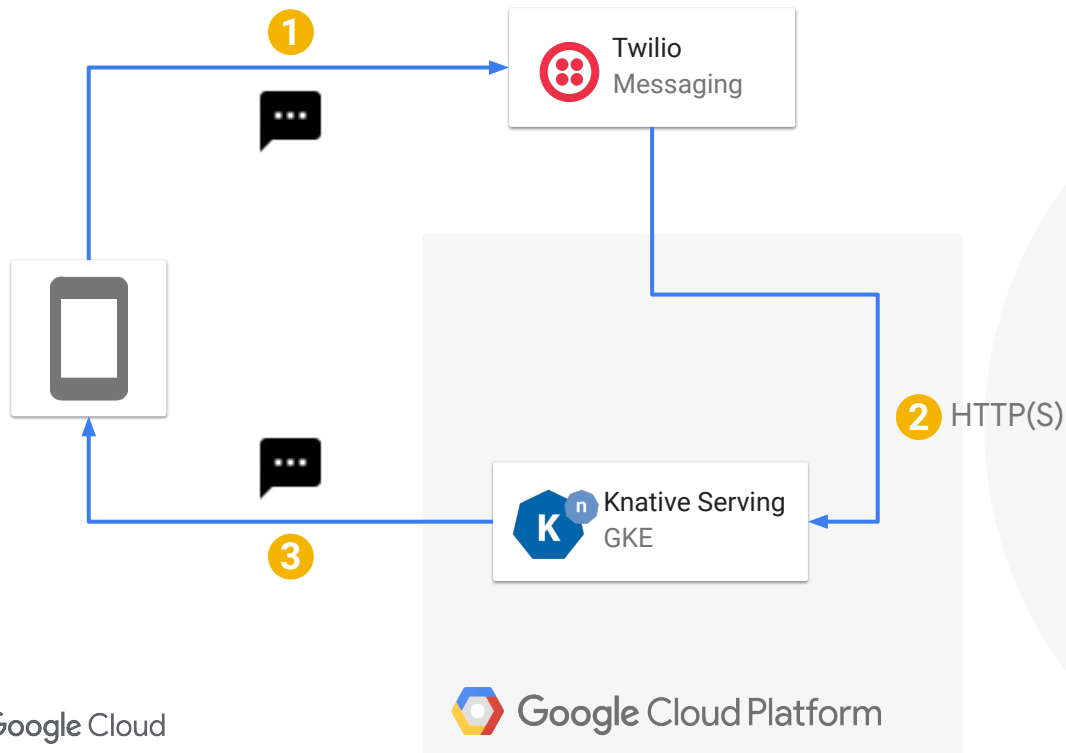 1
Twilio
Messaging
2 HTTP(S)
K n Knative Serving
GKE
3
Google Cloud Platform
Google Cloud